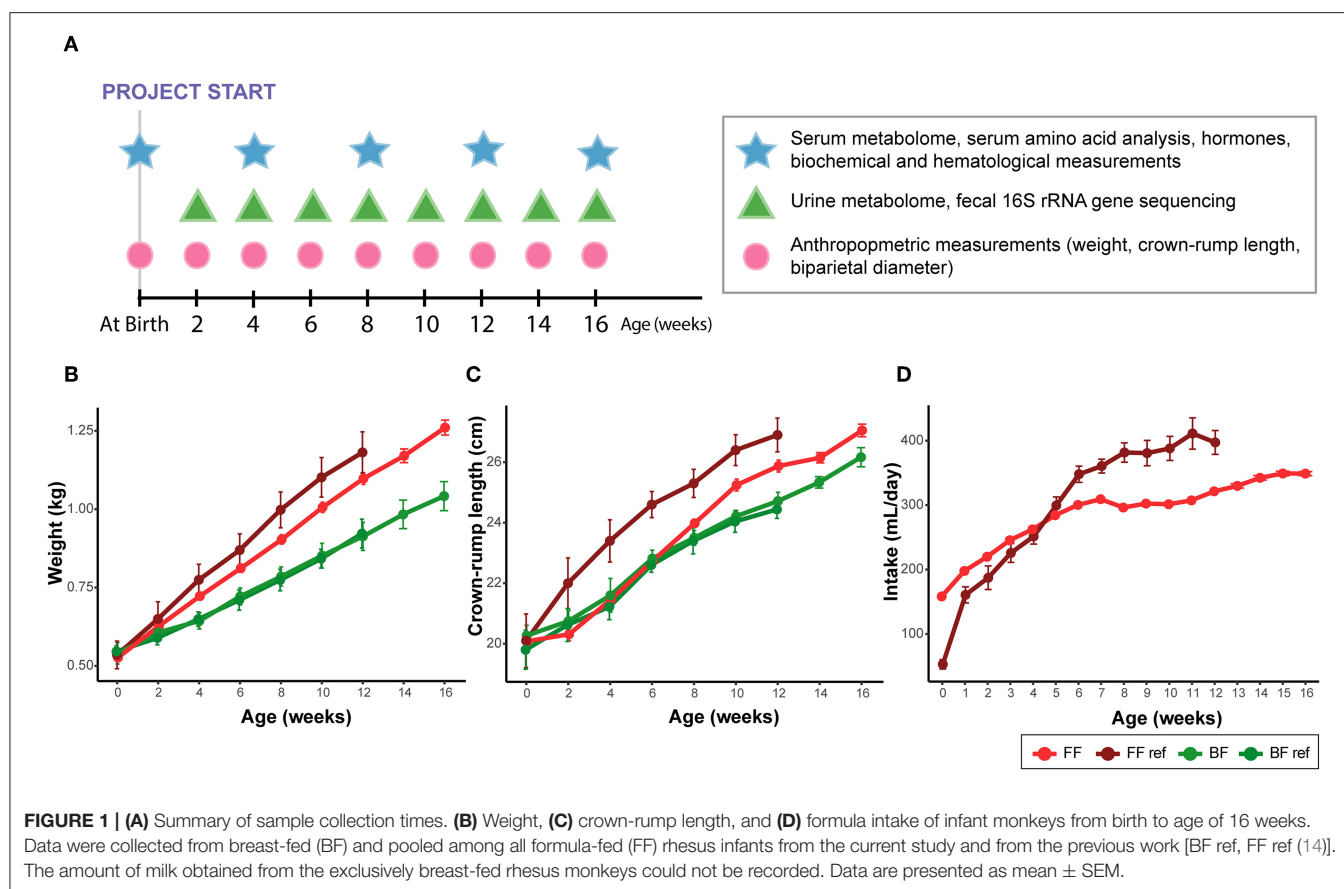 A
PROJECT START
At Birth 2 4 6 8 10 12 14 16 Age (weeks)
Serum metabolome, serum amino acid analysis, hormones,
biochemical and hematological measurements
Urine metabolome, fecal 16S rRNA gene sequencing
Anthropopmetric measurements (weight, crown-rump length,
biparietal diameter)
B
Weight (kg)
1.25
1.00
0.75
0.50
0 2 4 6 8 10 12 14 16
Age (weeks)
C
Crown-rump length (cm)
26
24
22
20
0 2 4 6 8 10 12 14 16
Age (weeks)
D
Intake (mL/day)
400
300
200
100
0 1 2 3 4 5 6 7 8 9 10 11 12 13 14 15 16
Age (weeks)
FF FF ref BF BF ref
FIGURE 1 | (A) Summary of sample collection times. (B) Weight, (C) crown-rump length, and (D) formula intake of infant monkeys from birth to age of 16 weeks.
Data were collected from breast-fed (BF) and pooled among all formula-fed (FF) rhesus infants from the current study and from the previous work [BF ref, FF ref (14)].
The amount of milk obtained from the exclusively breast-fed rhesus monkeys could not be recorded. Data are presented as mean ± SEM.